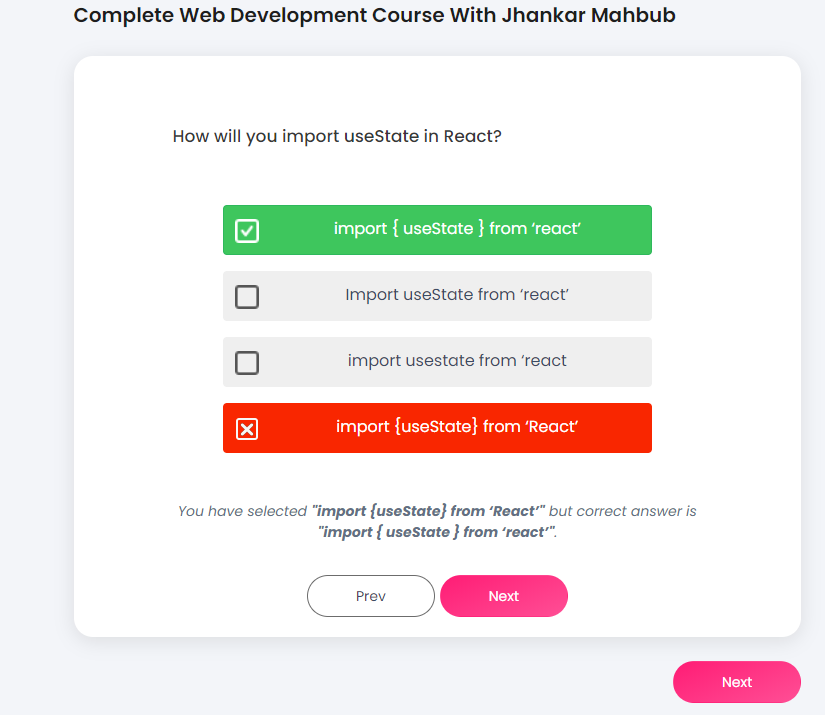 Complete Web Development Course With Jhankar Mahbub
How will you import useState in React?
import { useState } from ‘react’
Import useState from ‘react’
import usestate from ‘react
import {useState} from ‘React’
You have selected "import {useState} from ‘React’" but correct answer is
"import { useState } from ‘react’".
Prev
Next
Next